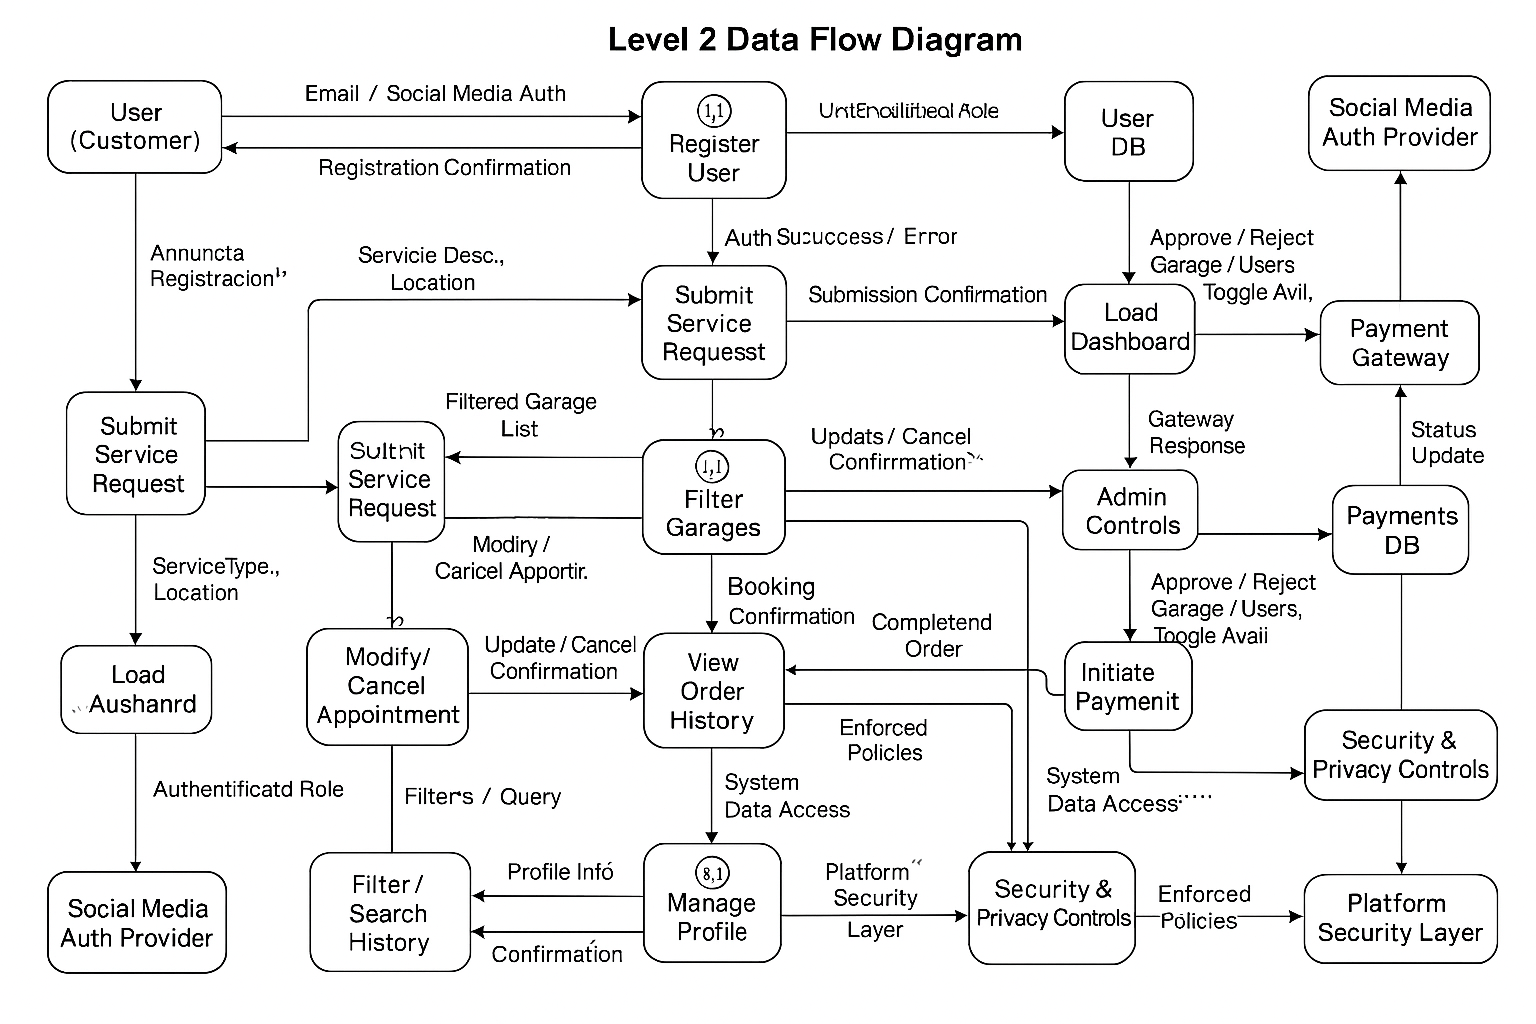 Level 2 Data Flow Diagram
User
(Customer)
Email / Social Media Auth
Registration Confirmation
1,1
Register
User
User
DB
Social Media
Auth Provider
Annuncta
Registracion
Servicie Desc.,
Location
Auth Suːuccess / Error
Submit
Service
Requesst
Submission Confirmation
Approve / Reject
Garage / Users
Toggle Avil,
Load
Dashboard
Payment
Gateway
Submit
Service
Request
Filtered Garage
List
Service
Request
1,1
Filter
Garages
Updats / Cancel
Confirrmation
Gateway
Response
Status
Update
Admin
Controls
Payments
DB
Modiry /
Caricel Apportir.
ServiceType.,
Location
Booking
Confirmation
Completend
Order
Approve / Reject
Garage / Users,
Toogle Avaii
Load
Aushanrd
Modify/
Cancel
Appointment
Update / Cancel
Confirmation
View
Order
History
Initiate
Paymenit
Enforced
Policies
Security &
Privacy Controls
System
Data Access
System
Data Access
Authentificatd Role
Filters / Query
Social Media
Auth Provider
Filter /
Search
History
Profile Info
Confirmation
8,1
Manage
Profile
Platform
Security
Layer
Security &
Privacy Controls
Enforced
Policies
Platform
Security Layer